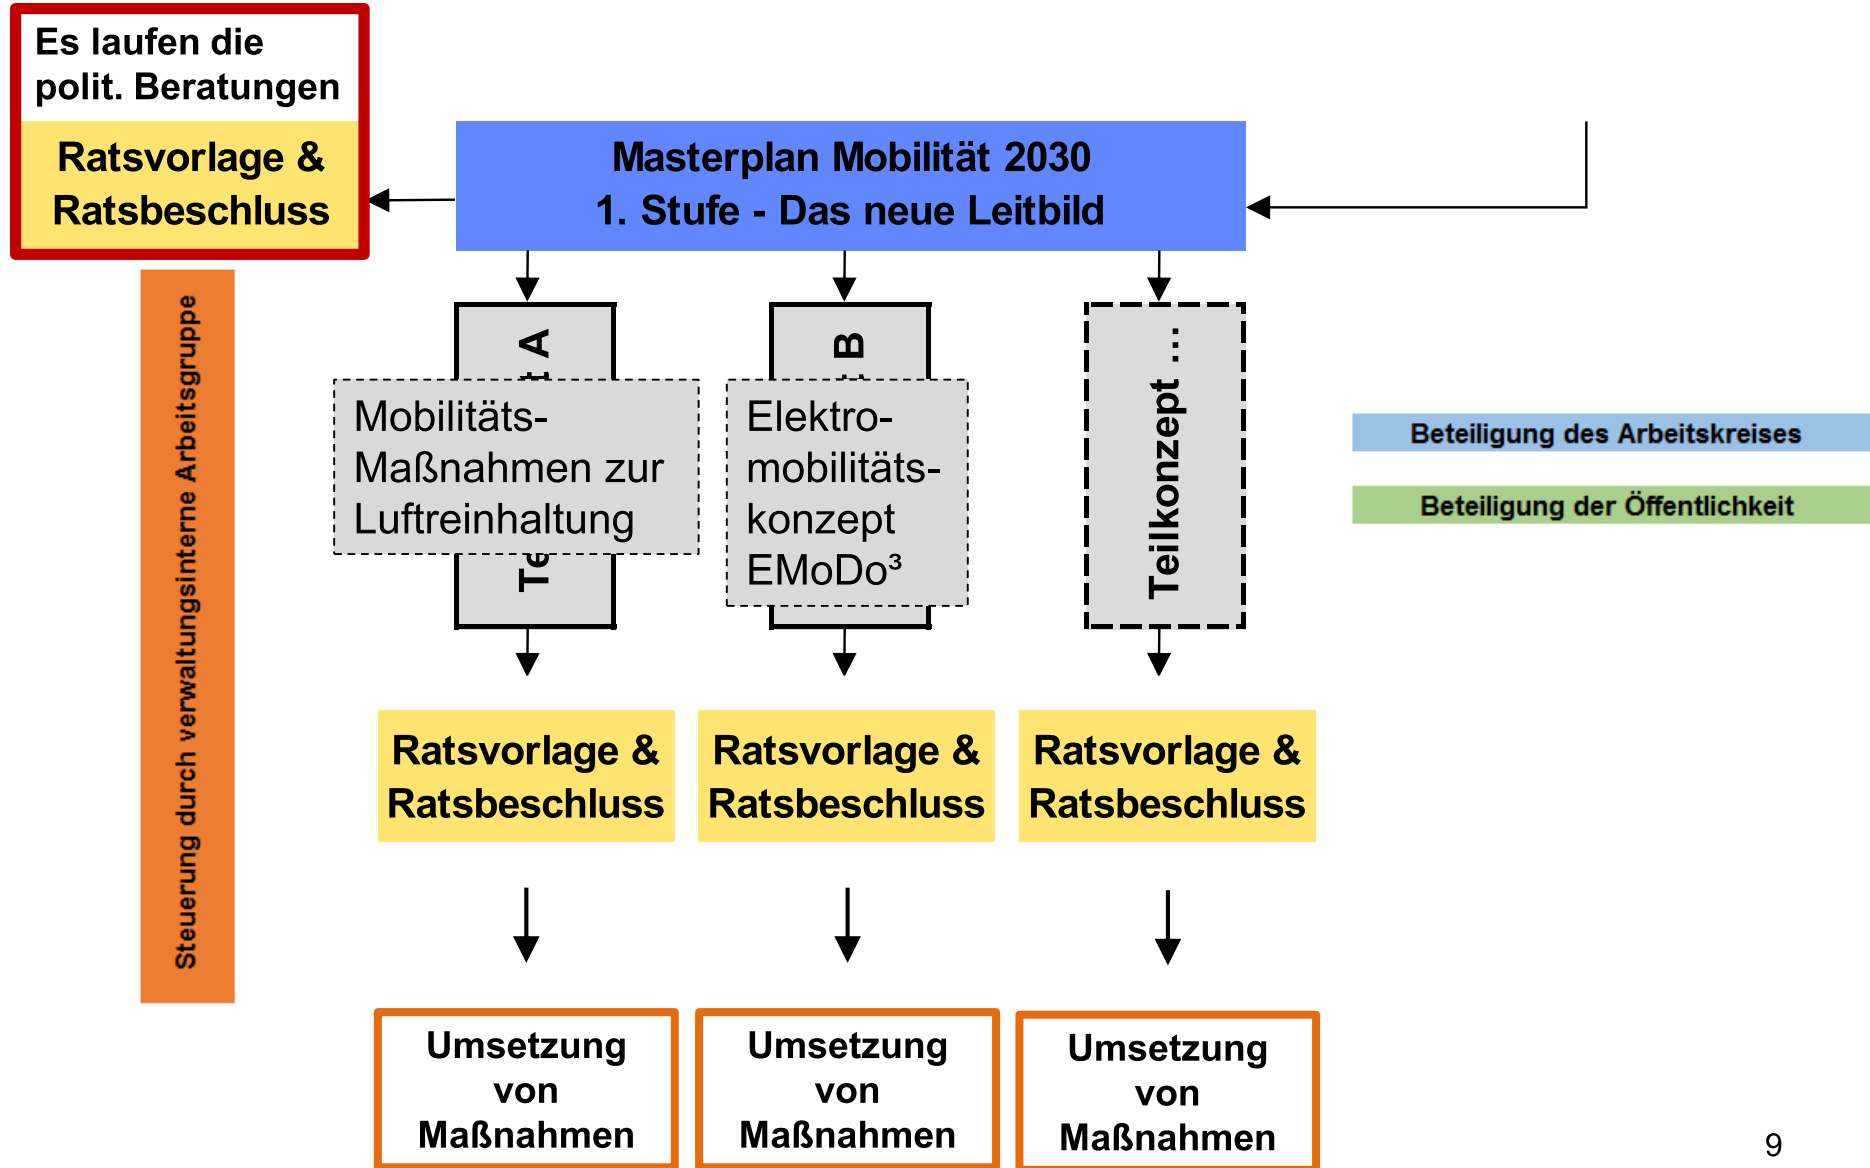 Es laufen die
polit. Beratungen
Ratsvorlage &
Ratsbeschluss
Masterplan Mobilität 2030
1. Stufe - Das neue Leitbild
Steuerung durch verwaltungsinterne Arbeitsgruppe
A
Mobilitäts-
Maßnahmen zur
Luftreinhaltung
B
Elektro-
mobilitäts-
konzept
EMoDo³
Teilkonzept ...
Beteiligung des Arbeitskreises
Beteiligung der Öffentlichkeit
Ratsvorlage &
Ratsbeschluss
Ratsvorlage &
Ratsbeschluss
Ratsvorlage &
Ratsbeschluss
Umsetzung
von
Maßnahmen
Umsetzung
von
Maßnahmen
Umsetzung
von
Maßnahmen
9